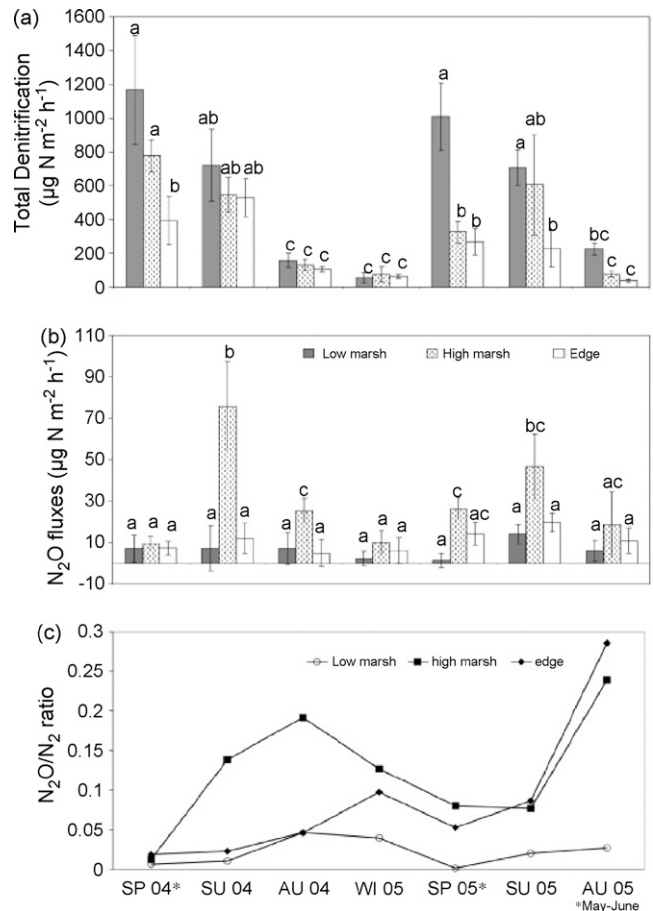 (a)
Total Denitrification
(µg N m⁻² h⁻¹)
1600
1400
1200
1000
800
600
400
200
0
a
a
b
ab
ab
ab
c
c
c
c
c
c
a
b
b
a
ab
b
bc
c
c
(b)
N₂O fluxes (µg N m⁻² h⁻¹)
110
90
70
50
30
10
-10
Low marsh
High marsh
Edge
a
a
a
a
b
a
a
c
a
a
a
a
a
c
ac
a
bc
a
a
ac
a
(c)
N₂O/N₂ ratio
0.3
0.25
0.2
0.15
0.1
0.05
0
Low marsh
high marsh
edge
SP 04*
SU 04
AU 04
WI 05
SP 05*
SU 05
AU 05
*May-June